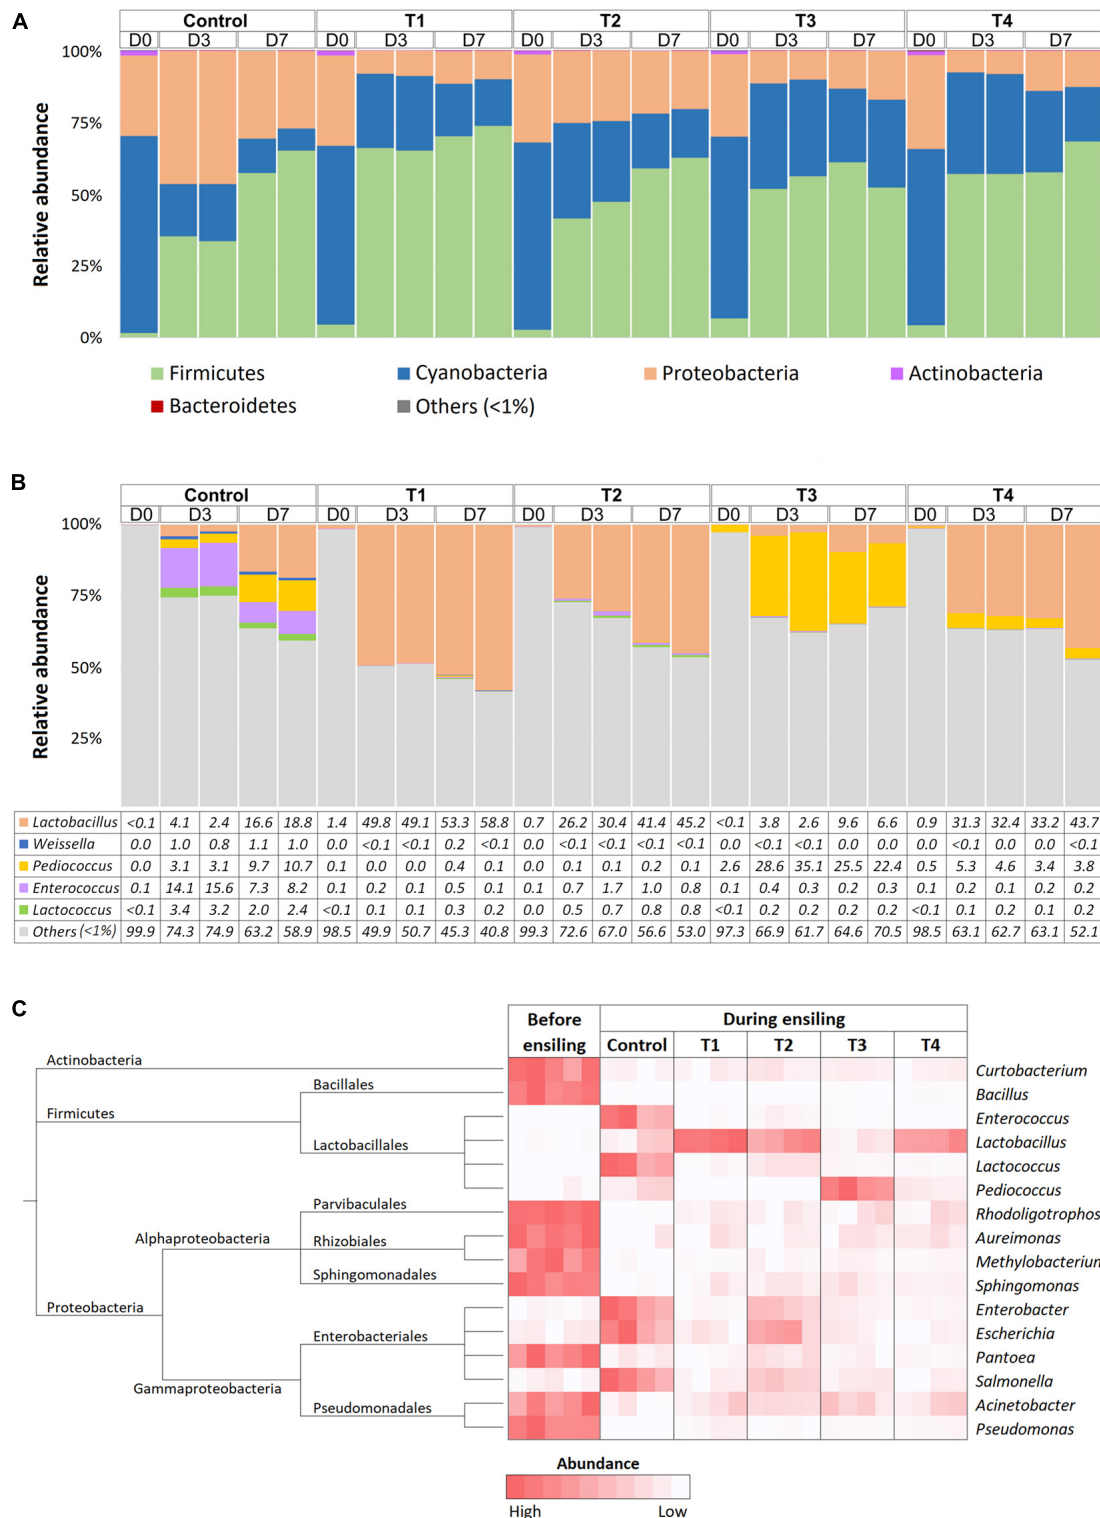 A
Control T1 T2 T3 T4
D0 D3 D7 D0 D3 D7 D0 D3 D7 D0 D3 D7 D0 D3 D7
100%
75%
50%
25%
0%
Relative abundance
Firmicutes Cyanobacteria Proteobacteria Actinobacteria
Bacteroidetes Others (<1%)
B
Control T1 T2 T3 T4
D0 D3 D7 D0 D3 D7 D0 D3 D7 D0 D3 D7 D0 D3 D7
100%
75%
50%
25%
Relative abundance
Lactobacillus <0.1 4.1 2.4 16.6 18.8 1.4 49.8 49.1 53.3 58.8 0.7 26.2 30.4 41.4 45.2 <0.1 3.8 2.6 9.6 6.6 0.9 31.3 32.4 33.2 43.7
Weissella 0.0 1.0 0.8 1.1 1.0 0.0 <0.1 <0.1 0.2 <0.1 0.0 <0.1 <0.1 <0.1 <0.1 0.0 <0.1 <0.1 0.0 0.0 0.0 0.0 0.0 0.0 <0.1
Pediococcus 0.0 3.1 3.1 9.7 10.7 0.1 0.0 0.0 0.4 0.1 0.0 0.1 0.1 0.2 0.1 2.6 28.6 35.1 25.5 22.4 0.5 5.3 4.6 3.4 3.8
Enterococcus 0.1 14.1 15.6 7.3 8.2 0.1 0.2 0.1 0.5 0.1 0.1 0.7 1.7 1.0 0.8 0.1 0.4 0.3 0.2 0.3 0.1 0.2 0.1 0.2 0.2
Lactococcus <0.1 3.4 3.2 2.0 2.4 <0.1 0.1 0.1 0.3 0.2 0.0 0.5 0.7 0.8 0.8 <0.1 0.2 0.2 0.2 0.2 <0.1 0.1 0.2 0.1 0.2
Others (<1%) 99.9 74.3 74.9 63.2 58.9 98.5 49.9 50.7 45.3 40.8 99.3 72.6 67.0 56.6 53.0 97.3 66.9 61.7 64.6 70.5 98.5 63.1 62.7 63.1 52.1
C
Before ensiling
During ensiling
Control T1 T2 T3 T4
Actinobacteria
Firmicutes
Bacillales
Lactobacillales
Proteobacteria
Alphaproteobacteria
Parvibaculales
Rhizobiales
Sphingomonadales
Gammaproteobacteria
Enterobacteriales
Pseudomonadales
Curtobacterium
Bacillus
Enterococcus
Lactobacillus
Lactococcus
Pediococcus
Rhodoligotrophos
Aureimonas
Methylobacterium
Sphingomonas
Enterobacter
Escherichia
Pantoea
Salmonella
Acinetobacter
Pseudomonas
Abundance
High Low